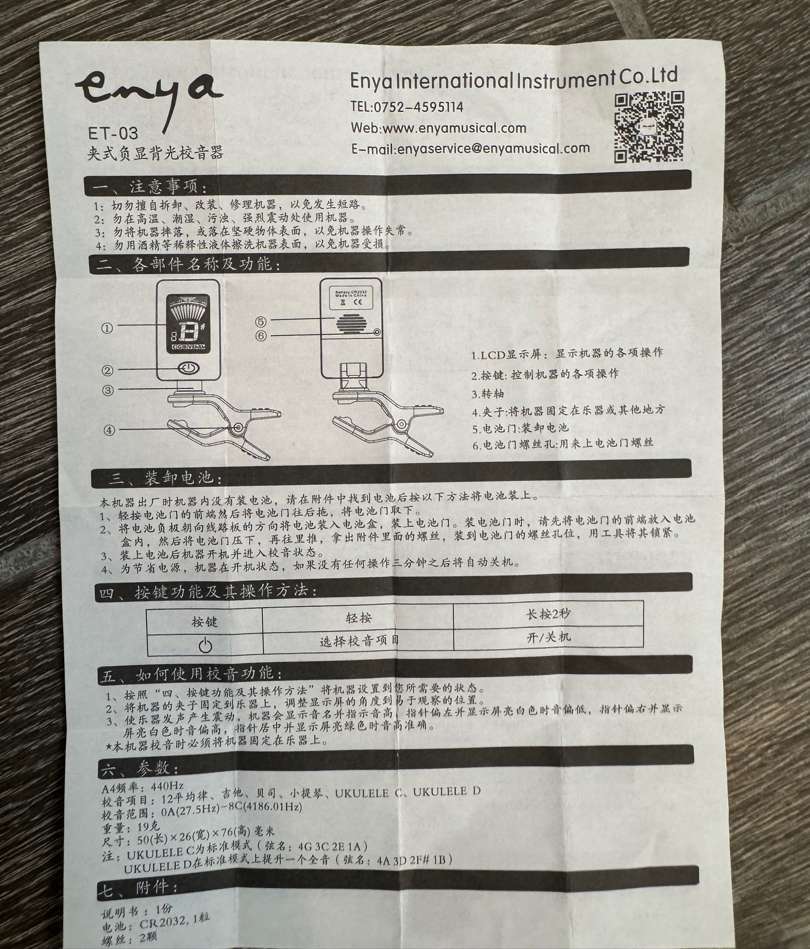 enya
Enya International Instrument Co.Ltd
TEL:0752-4595114
Web:www.enyamusical.com
E-mail:enyaservice@enyamusical.com
ET-03
夹式负显背光校音器
一、注意事项：
1：切勿擅自拆卸、改装、修理机器，以免发生短路。
2：勿在高温、潮湿、污浊、强烈震动处使用机器。
3：勿将机器摔落，或落在坚硬物体表面，以免机器操作失常。
4：勿用酒精等稀释性液体擦洗机器表面，以免机器受损。
二、各部件名称及功能：
①
②
③
④
⑤
⑥
1.LCD显示屏：显示机器的各项操作
2.按键：控制机器的各项操作
3.转轴
4.夹子：将机器固定在乐器或其他地方
5.电池门：装卸电池
6.电池门螺丝孔：用来上电池门螺丝
三、装卸电池：
本机器出厂时机器内没有装电池，请在附件中找到电池后按以下方法将电池装上。
1、轻按电池门的前端然后将电池门往后拖，将电池门取下。
2、将电池负极朝向线路板的方向将电池装入电池盒，装上电池门。装电池门时，请先将电池门的前端放入电池
盒内，然后将电池门压下，再往里推，拿出附件里面的螺丝，装到电池门的螺丝孔位，用工具将其锁紧。
3、装上电池后机器开机并进入校音状态。
4、为节省电源，机器在开机状态，如果没有任何操作三分钟之后将自动关机。
四、按键功能及其操作方法：
按键 轻按 长按2秒
选择校音项目 开/关机
五、如何使用校音功能：
1、按照“四、按键功能及其操作方法”将机器设置到您所需要的状态。
2、将机器的夹子固定到乐器上，调整显示屏的角度到易于观察的位置。
3、使乐器发声产生震动，机器会显示音名并指示音高，指针偏左并显示屏亮白色时音偏低，指针偏右并显示
屏亮白色时音偏高，指针居中并显示屏亮绿色时音高准确。
*本机器校音时必须将机器固定在乐器上。
六、参数：
A4频率：440Hz
校音项目：12平均律、吉他、贝司、小提琴、UKULELE C、UKULELE D
校音范围：0A(27.5Hz)-8C(4186.01Hz)
重量：19克
尺寸：50(长)×26(宽)×76(高)毫米
注：UKULELE C为标准模式（弦名：4G 3C 2E 1A）
UKULELE D在标准模式上提升一个全音（弦名：4A 3D 2F# 1B）
七、附件：
说明书：1份
电池：CR2032, 1粒
螺丝：2颗